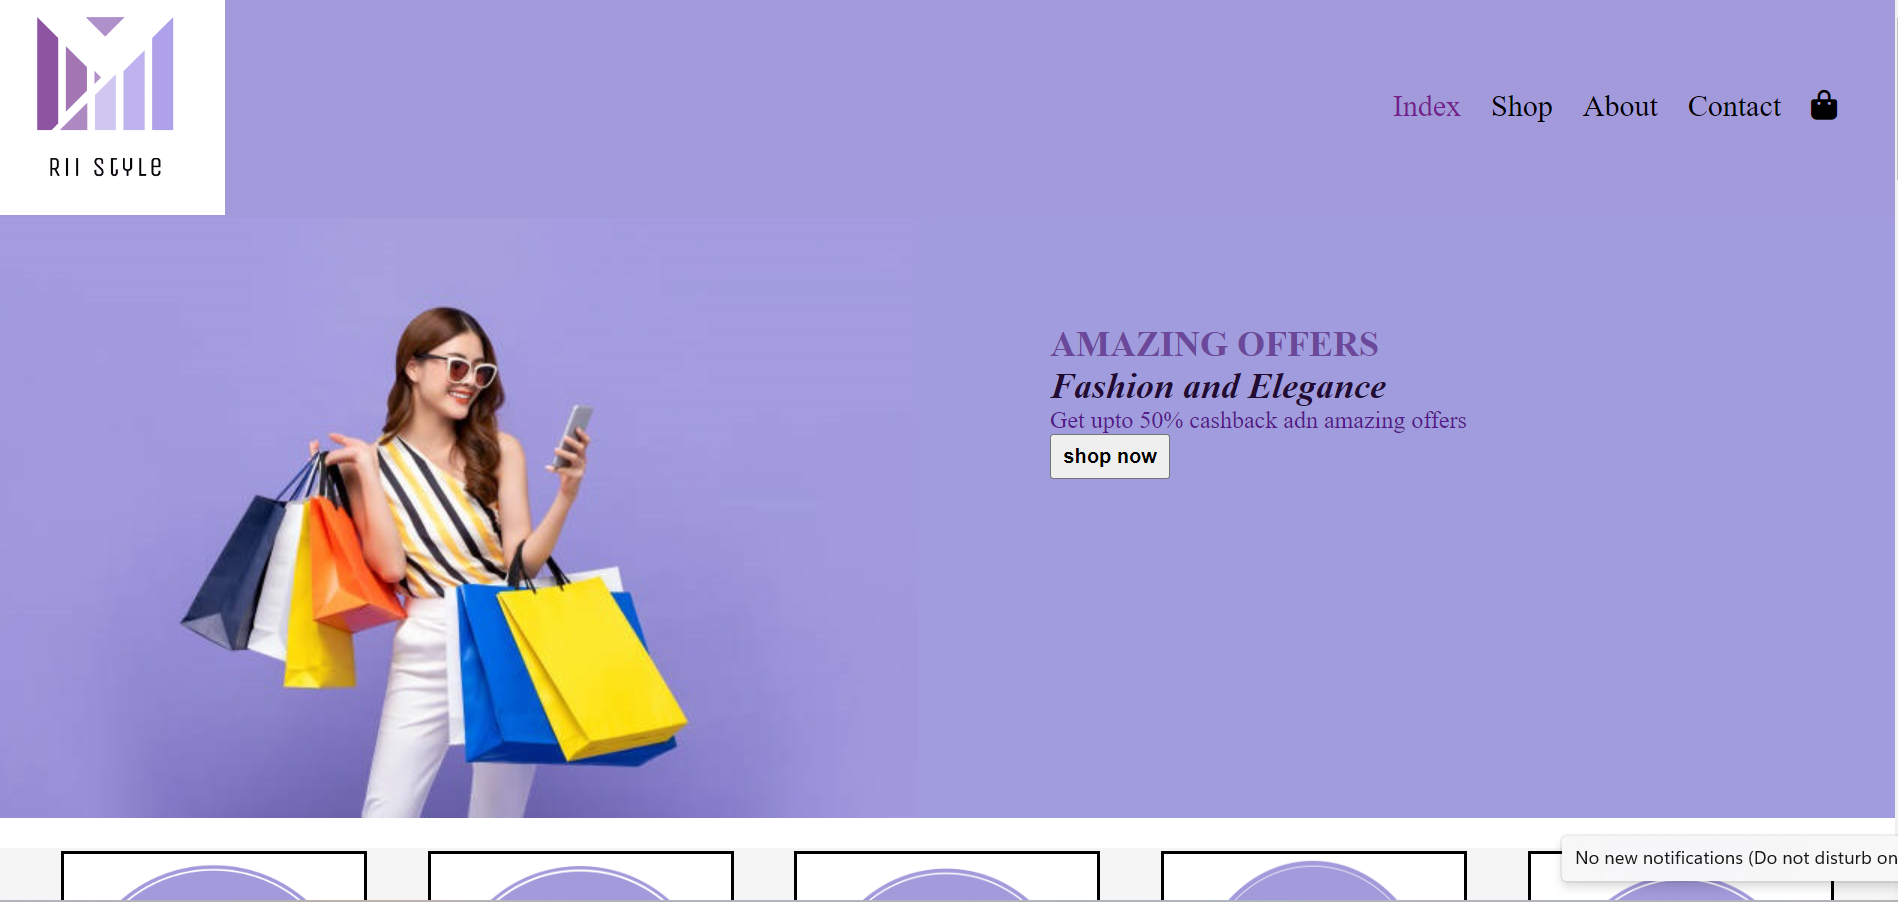 RII Style
Index Shop About Contact
AMAZING OFFERS
Fashion and Elegance
Get upto 50% cashback adn amazing offers
shop now
No new notifications (Do not disturb on